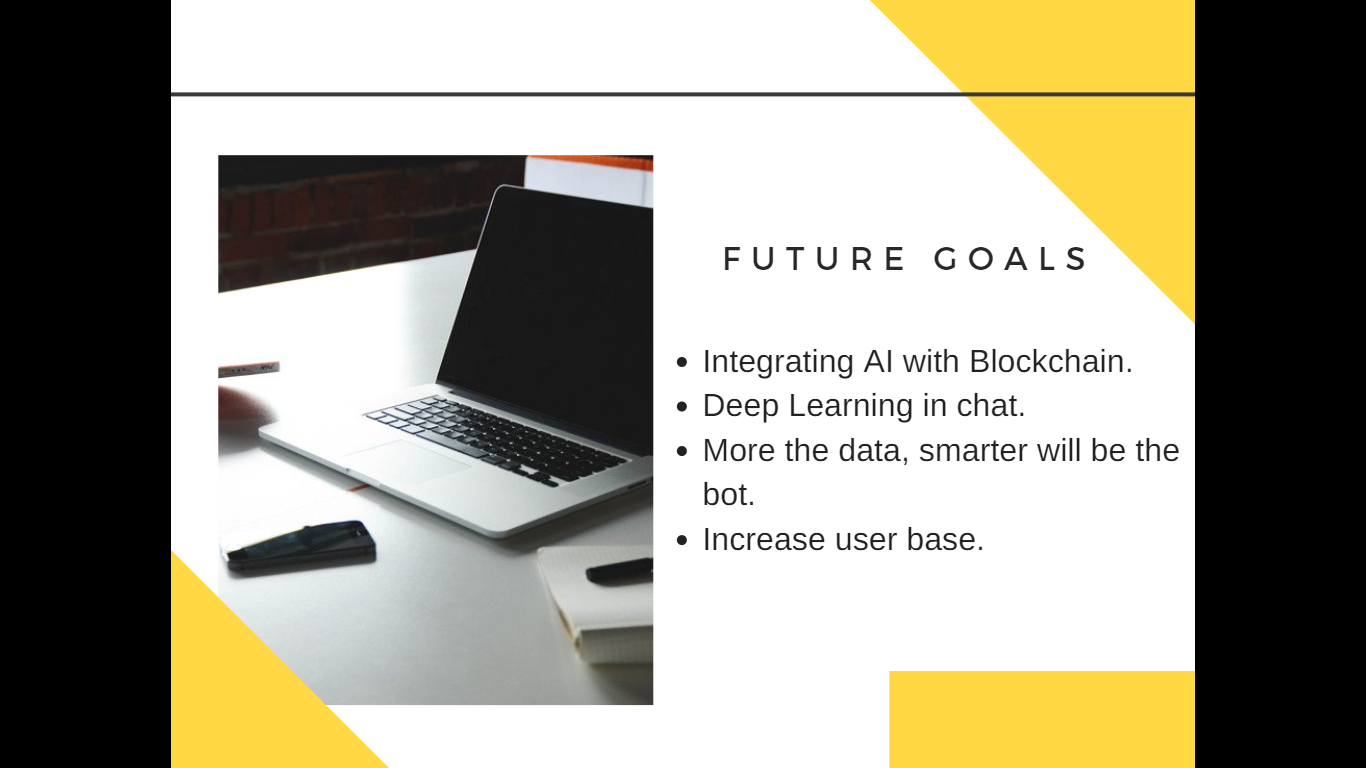 FUTURE GOALS
• Integrating AI with Blockchain.
• Deep Learning in chat.
• More the data, smarter will be the
bot.
• Increase user base.